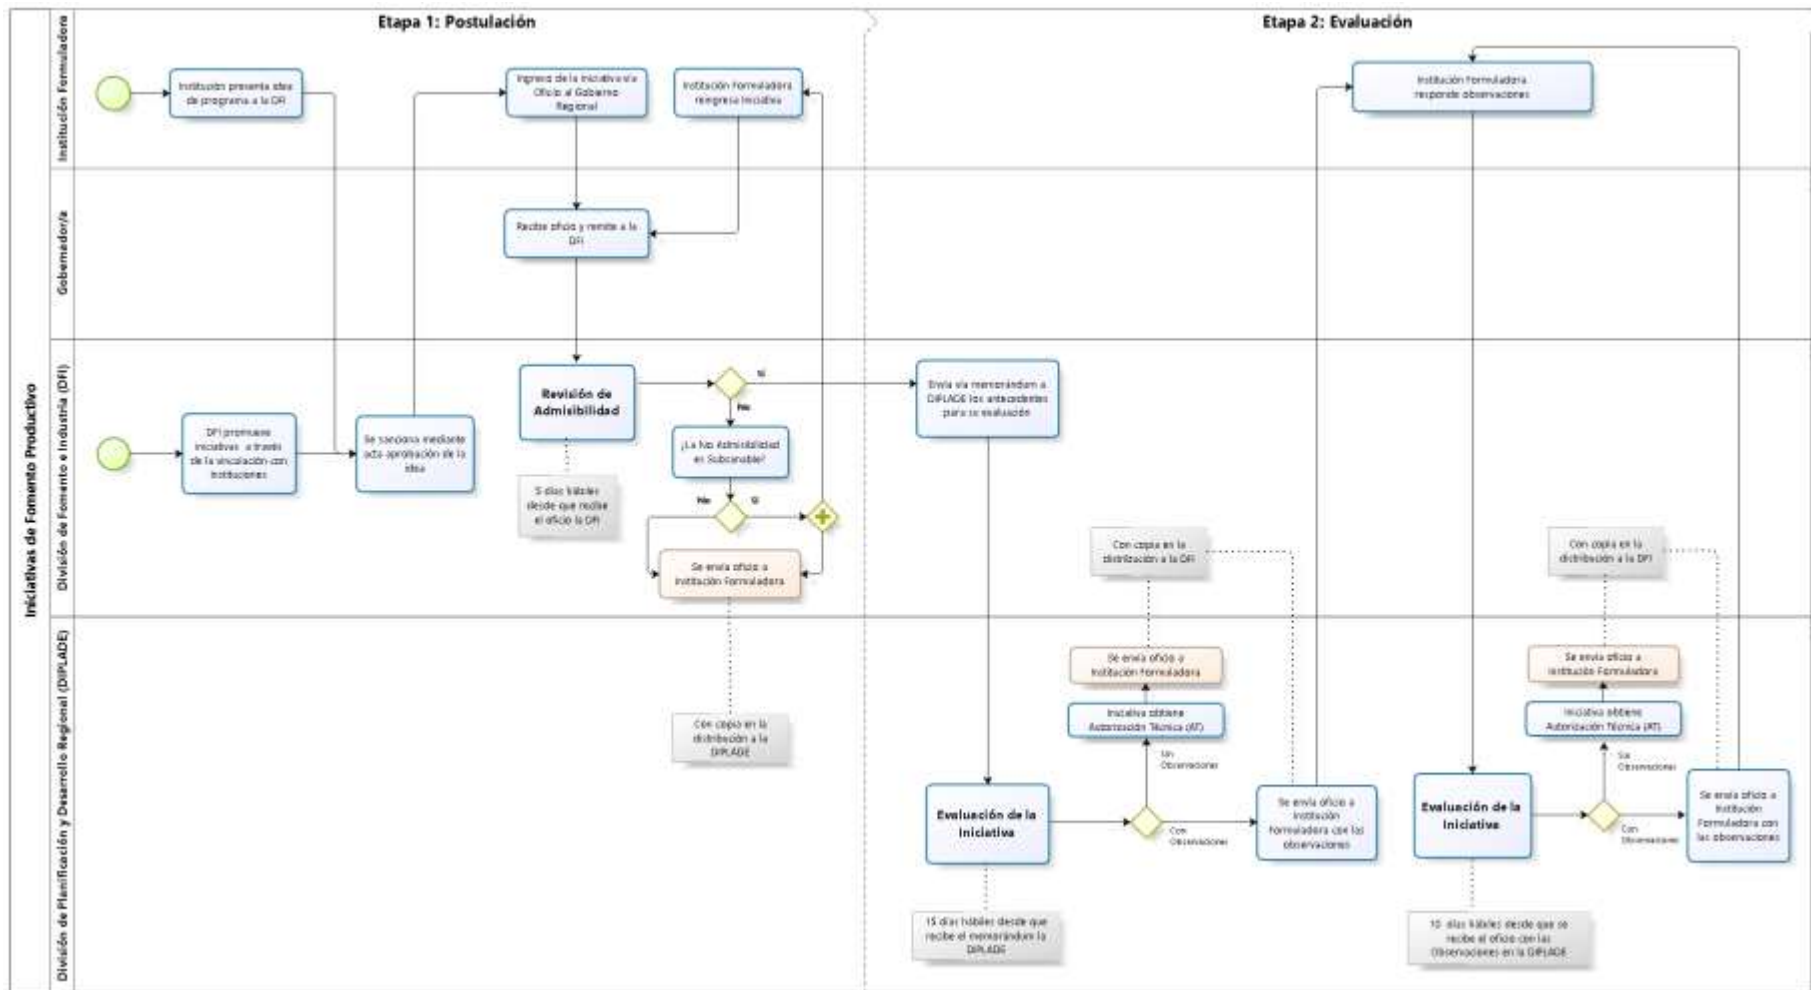 Etapa 1: Postulación
Etapa 2: Evaluación
Iniciativas de Fomento Productivo
Institución Formuladora
Institución presenta idea
de programa a la DFI
Ingreso de la Iniciativa vía
Oficio al Gobierno
Regional
Institución Formuladora
reingresa Iniciativa
Institución Formuladora
responde observaciones
Gobernador/a
Recibe oficio y remite a la
DFI
División de Fomento e Industria (DFI)
DFI promueve
iniciativas a través
de la vinculación con
instituciones
Se sanciona mediante
acta aprobación de la
idea
Revisión de
Admisibilidad
5 días hábiles
desde que recibe
el oficio la DFI
Si
No
¿La No Admisibilidad
es Subsanable?
No
Si
Se envía oficio a
Institución Formuladora
Envía vía memorándum a
DIPLADE los antecedentes
para su evaluación
Con copia en la
distribución a la DFI
Con copia en la
distribución a la DFI
División de Planificación y Desarrollo Regional (DIPLADE)
Con copia en la
distribución a la
DIPLADE
Se envía oficio a
Institución Formuladora
Iniciativa obtiene
Autorización Técnica (AT)
Observaciones
Evaluación de la
Iniciativa
Con
Observaciones
Se envía oficio a
Institución
Formuladora con las
observaciones
15 días hábiles desde que
recibe el memorándum la
DIPLADE
Se envía oficio a
Institución Formuladora
Iniciativa obtiene
Autorización Técnica (AT)
Sin
Observaciones
Evaluación de la
Iniciativa
Con
Observaciones
Se envía oficio a
Institución
Formuladora con
las observaciones
días hábiles desde que se
recibe el oficio con las
Observaciones en la DIPLADE